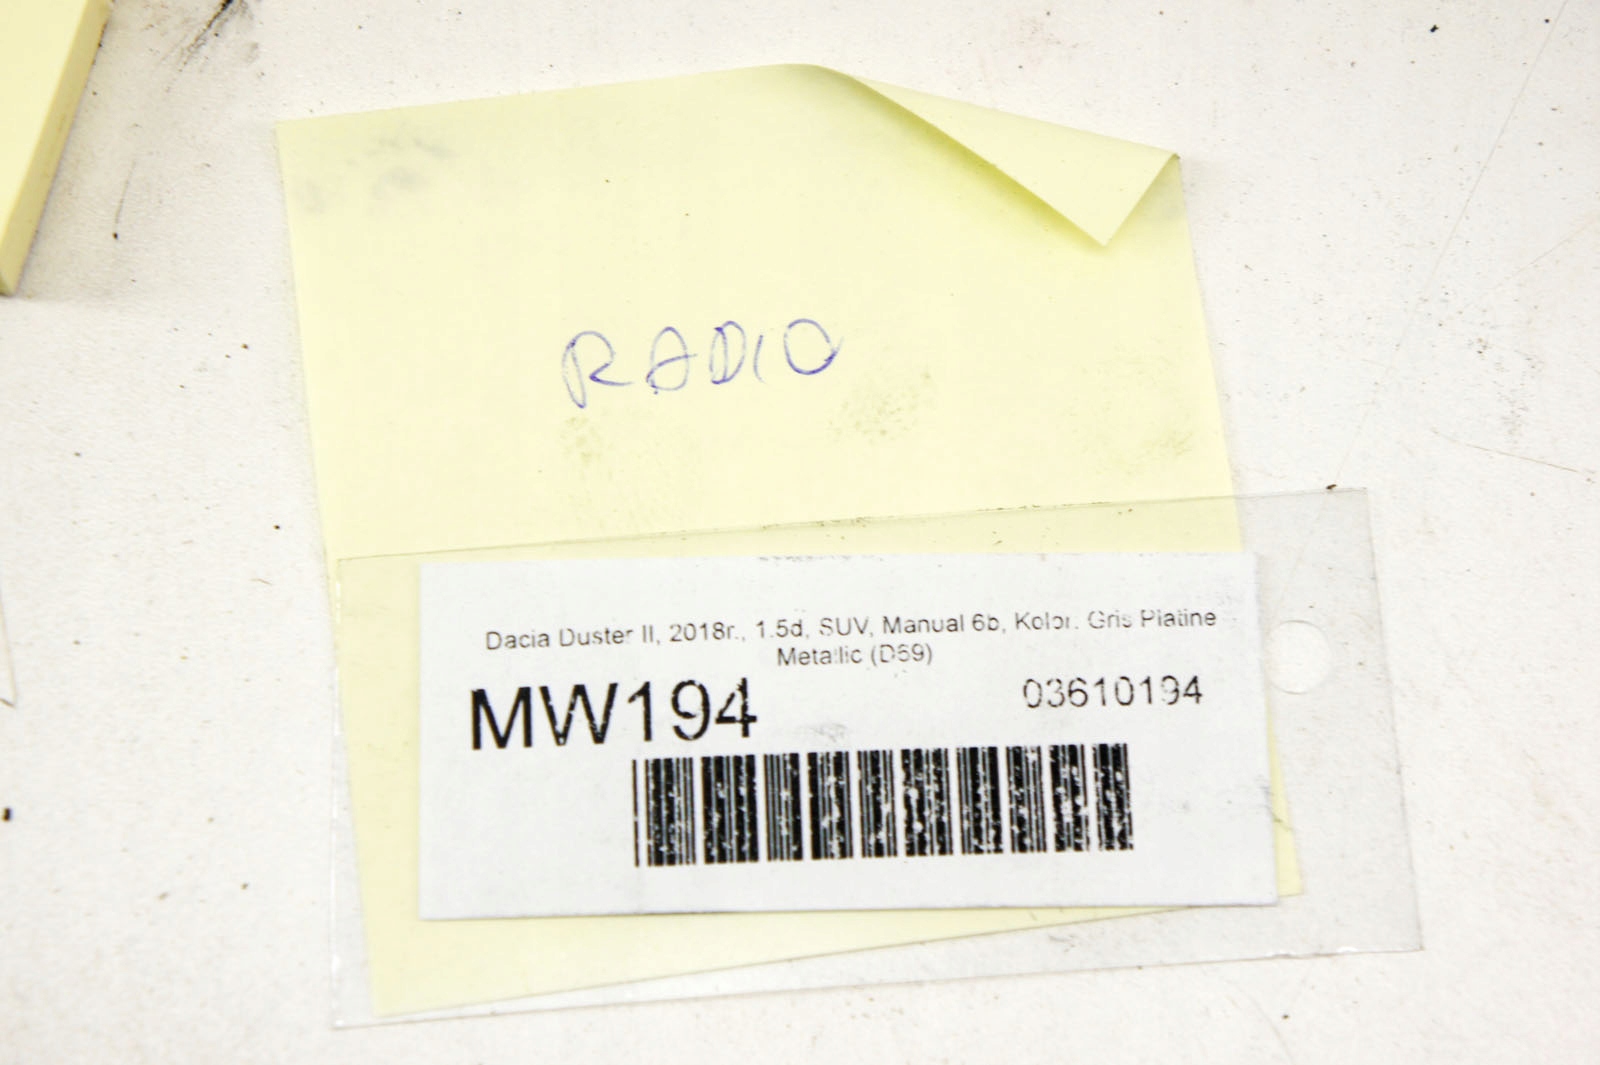 RADIO
Dacia Duster II, 2018r., 1.5d, SUV, Manual 6b, Kolor: Gris Platine
Metallic (D69)
MW194
03610194